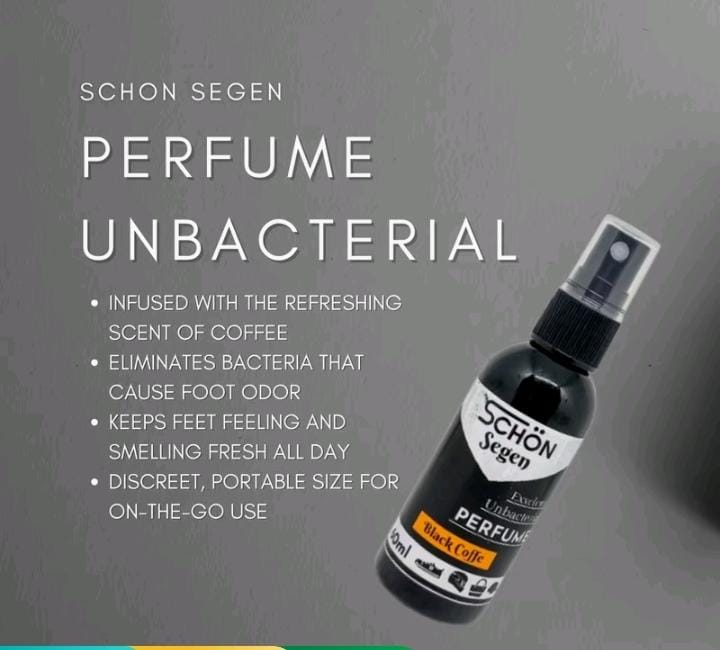 SCHON SEGEN
PERFUME
UNBACTERIAL
• INFUSED WITH THE REFRESHING
SCENT OF COFFEE
• ELIMINATES BACTERIA THAT
CAUSE FOOT ODOR
• KEEPS FEET FEELING AND
SMELLING FRESH ALL DAY
• DISCREET, PORTABLE SIZE FOR
ON-THE-GO USE
SCHÖN
Segen
PERFUME
Black Coffe